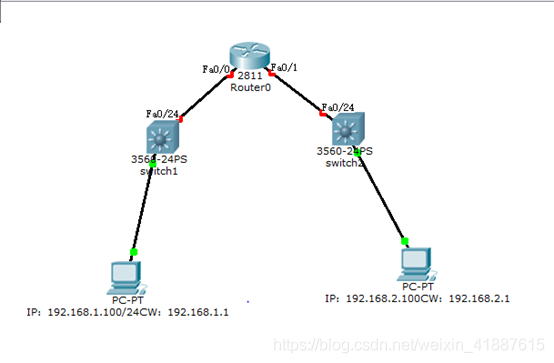 Fa0/0
Fa0/1
2811
Router0
Fa0/24
Fa0/24
3560-24PS
switch1
3560-24PS
switch2
PC-PT
IP: 192.168.1.100/24CW: 192.168.1.1
PC-PT
IP: 192.168.2.100CW: 192.168.2.1
https://blog.csdn.net/weixin_41887615